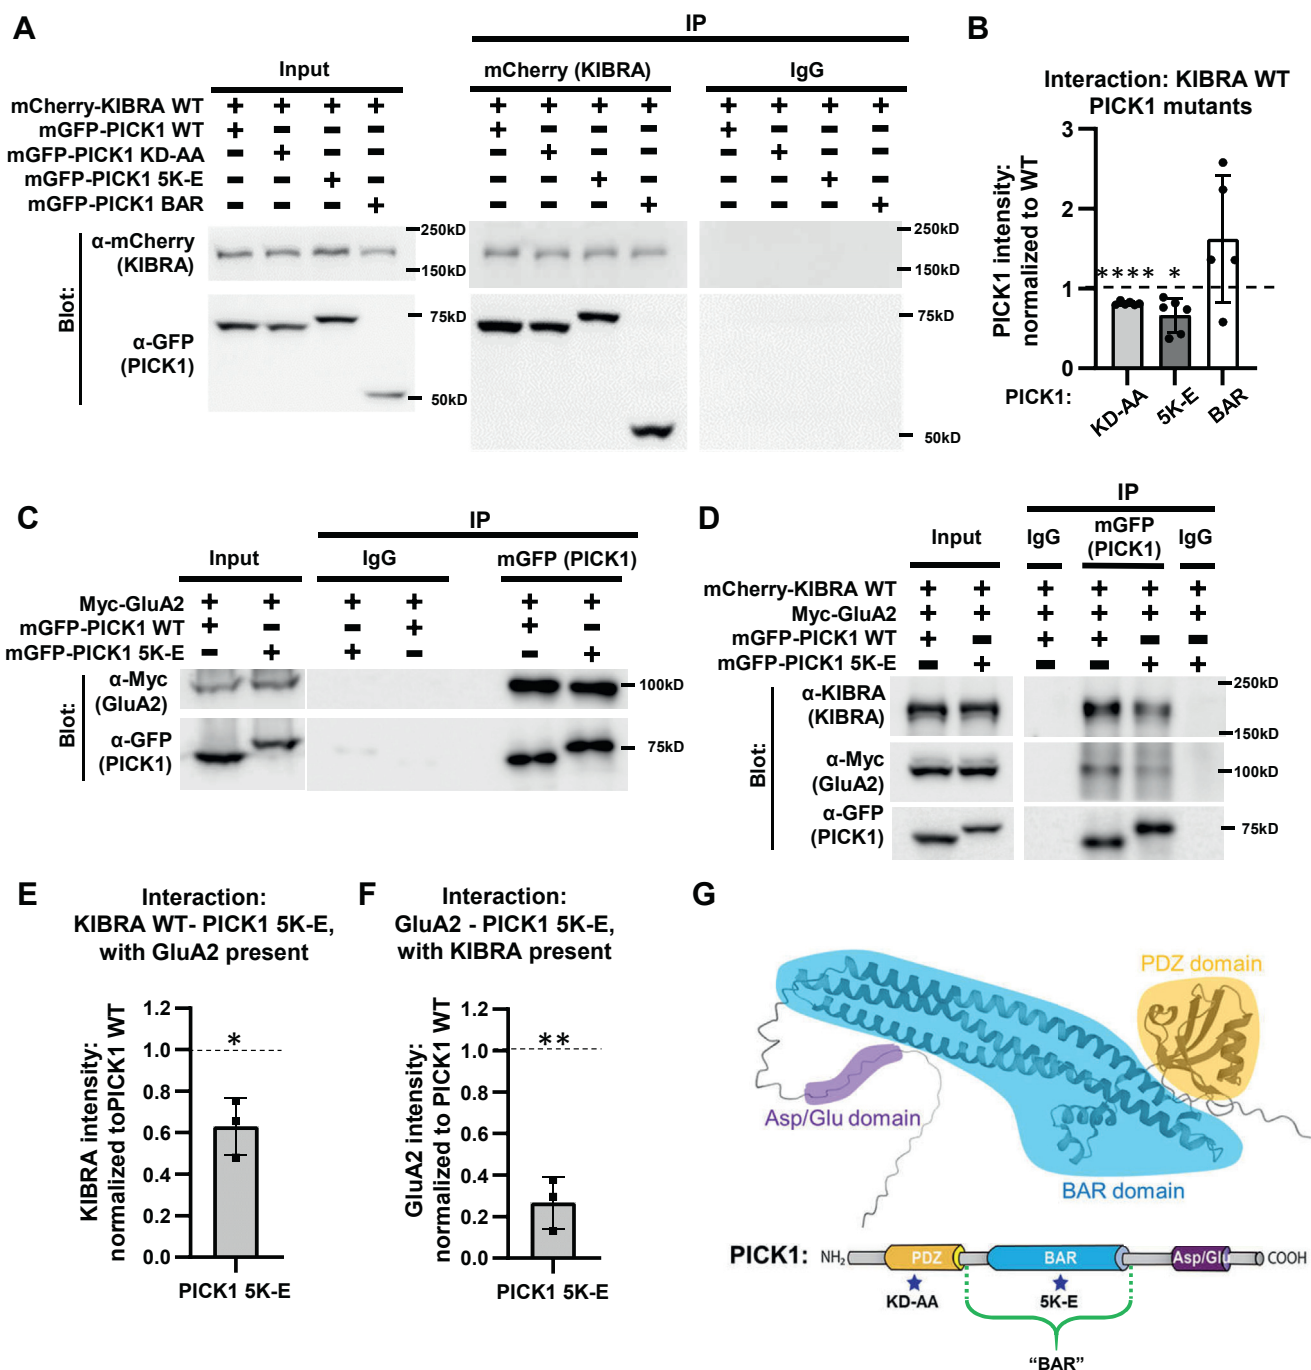 A
IP
Input
mCherry (KIBRA)
IgG
mCherry-KIBRA WT + + + + + + + + + + + +
mGFP-PICK1 WT + - - - + - - - + - - -
mGFP-PICK1 KD-AA - + - - - + - - - + - -
mGFP-PICK1 5K-E - - + - - - + - - - + -
mGFP-PICK1 BAR - - - + - - - + - - - +
Blot:
α-mCherry
(KIBRA)
250kD
150kD
250kD
150kD
α-GFP
(PICK1)
75kD
50kD
75kD
50kD
B
Interaction: KIBRA WT
PICK1 mutants
PICK1 intensity:
normalized to WT
3
2
1
0
**** *
PICK1:
KD-AA
5K-E
BAR
C
IP
Input
IgG
mGFP (PICK1)
Myc-GluA2 + + + + + +
mGFP-PICK1 WT + - - + + -
mGFP-PICK1 5K-E - + + - - +
Blot:
α-Myc
(GluA2)
100kD
α-GFP
(PICK1)
75kD
D
IP
Input
IgG
mGFP
(PICK1)
IgG
mCherry-KIBRA WT + + + + + +
Myc-GluA2 + + + + + +
mGFP-PICK1 WT + - + + - -
mGFP-PICK1 5K-E - + - - + +
Blot:
α-KIBRA
(KIBRA)
250kD
150kD
α-Myc
(GluA2)
100kD
α-GFP
(PICK1)
75kD
E
Interaction:
KIBRA WT- PICK1 5K-E,
with GluA2 present
KIBRA intensity:
normalized toPICK1 WT
1.2
1.0
0.8
0.6
0.4
0.2
0.0
*
PICK1 5K-E
F
Interaction:
GluA2 - PICK1 5K-E,
with KIBRA present
GluA2 intensity:
normalized to PICK1 WT
1.2
1.0
0.8
0.6
0.4
0.2
0.0
**
PICK1 5K-E
G
PDZ domain
Asp/Glu domain
BAR domain
PICK1: NH2 PDZ BAR Asp/Glu COOH
KD-AA
5K-E
“BAR”